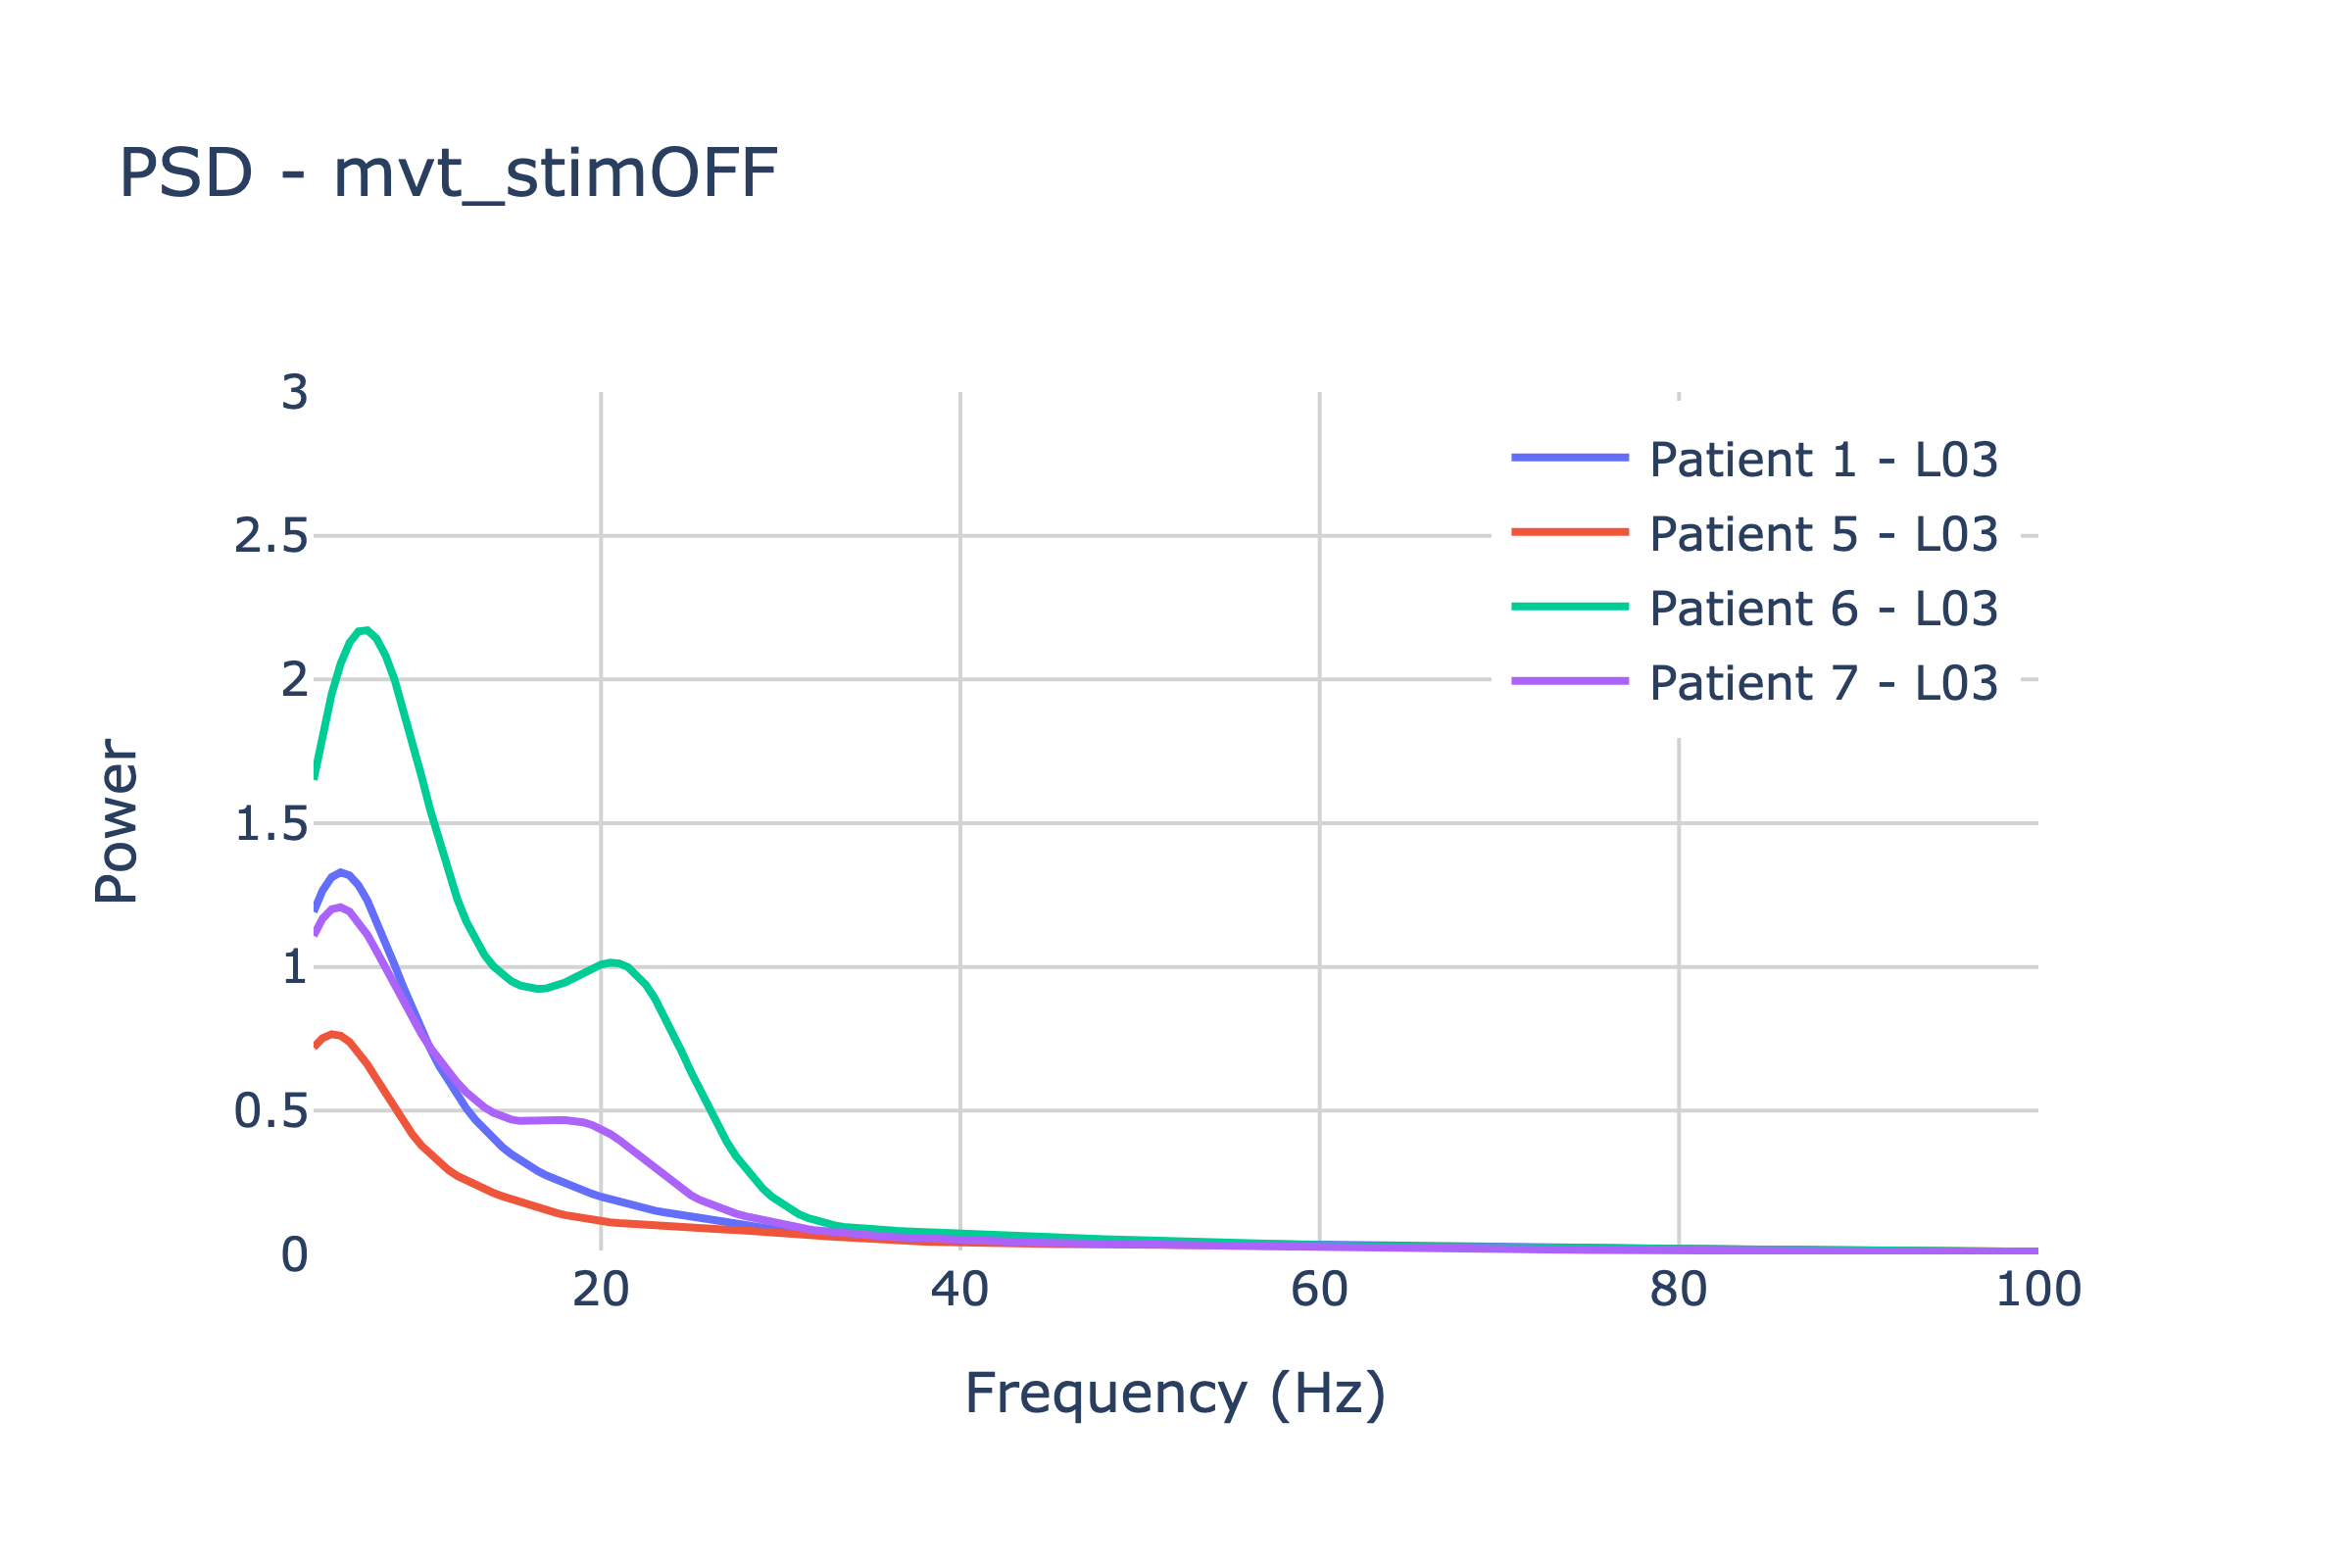 PSD - mvt_stimOFF
3
2.5
2
1.5
1
0.5
0
Power
20 40 60 80 100
Frequency (Hz)
Patient 1 - L03
Patient 5 - L03
Patient 6 - L03
Patient 7 - L03